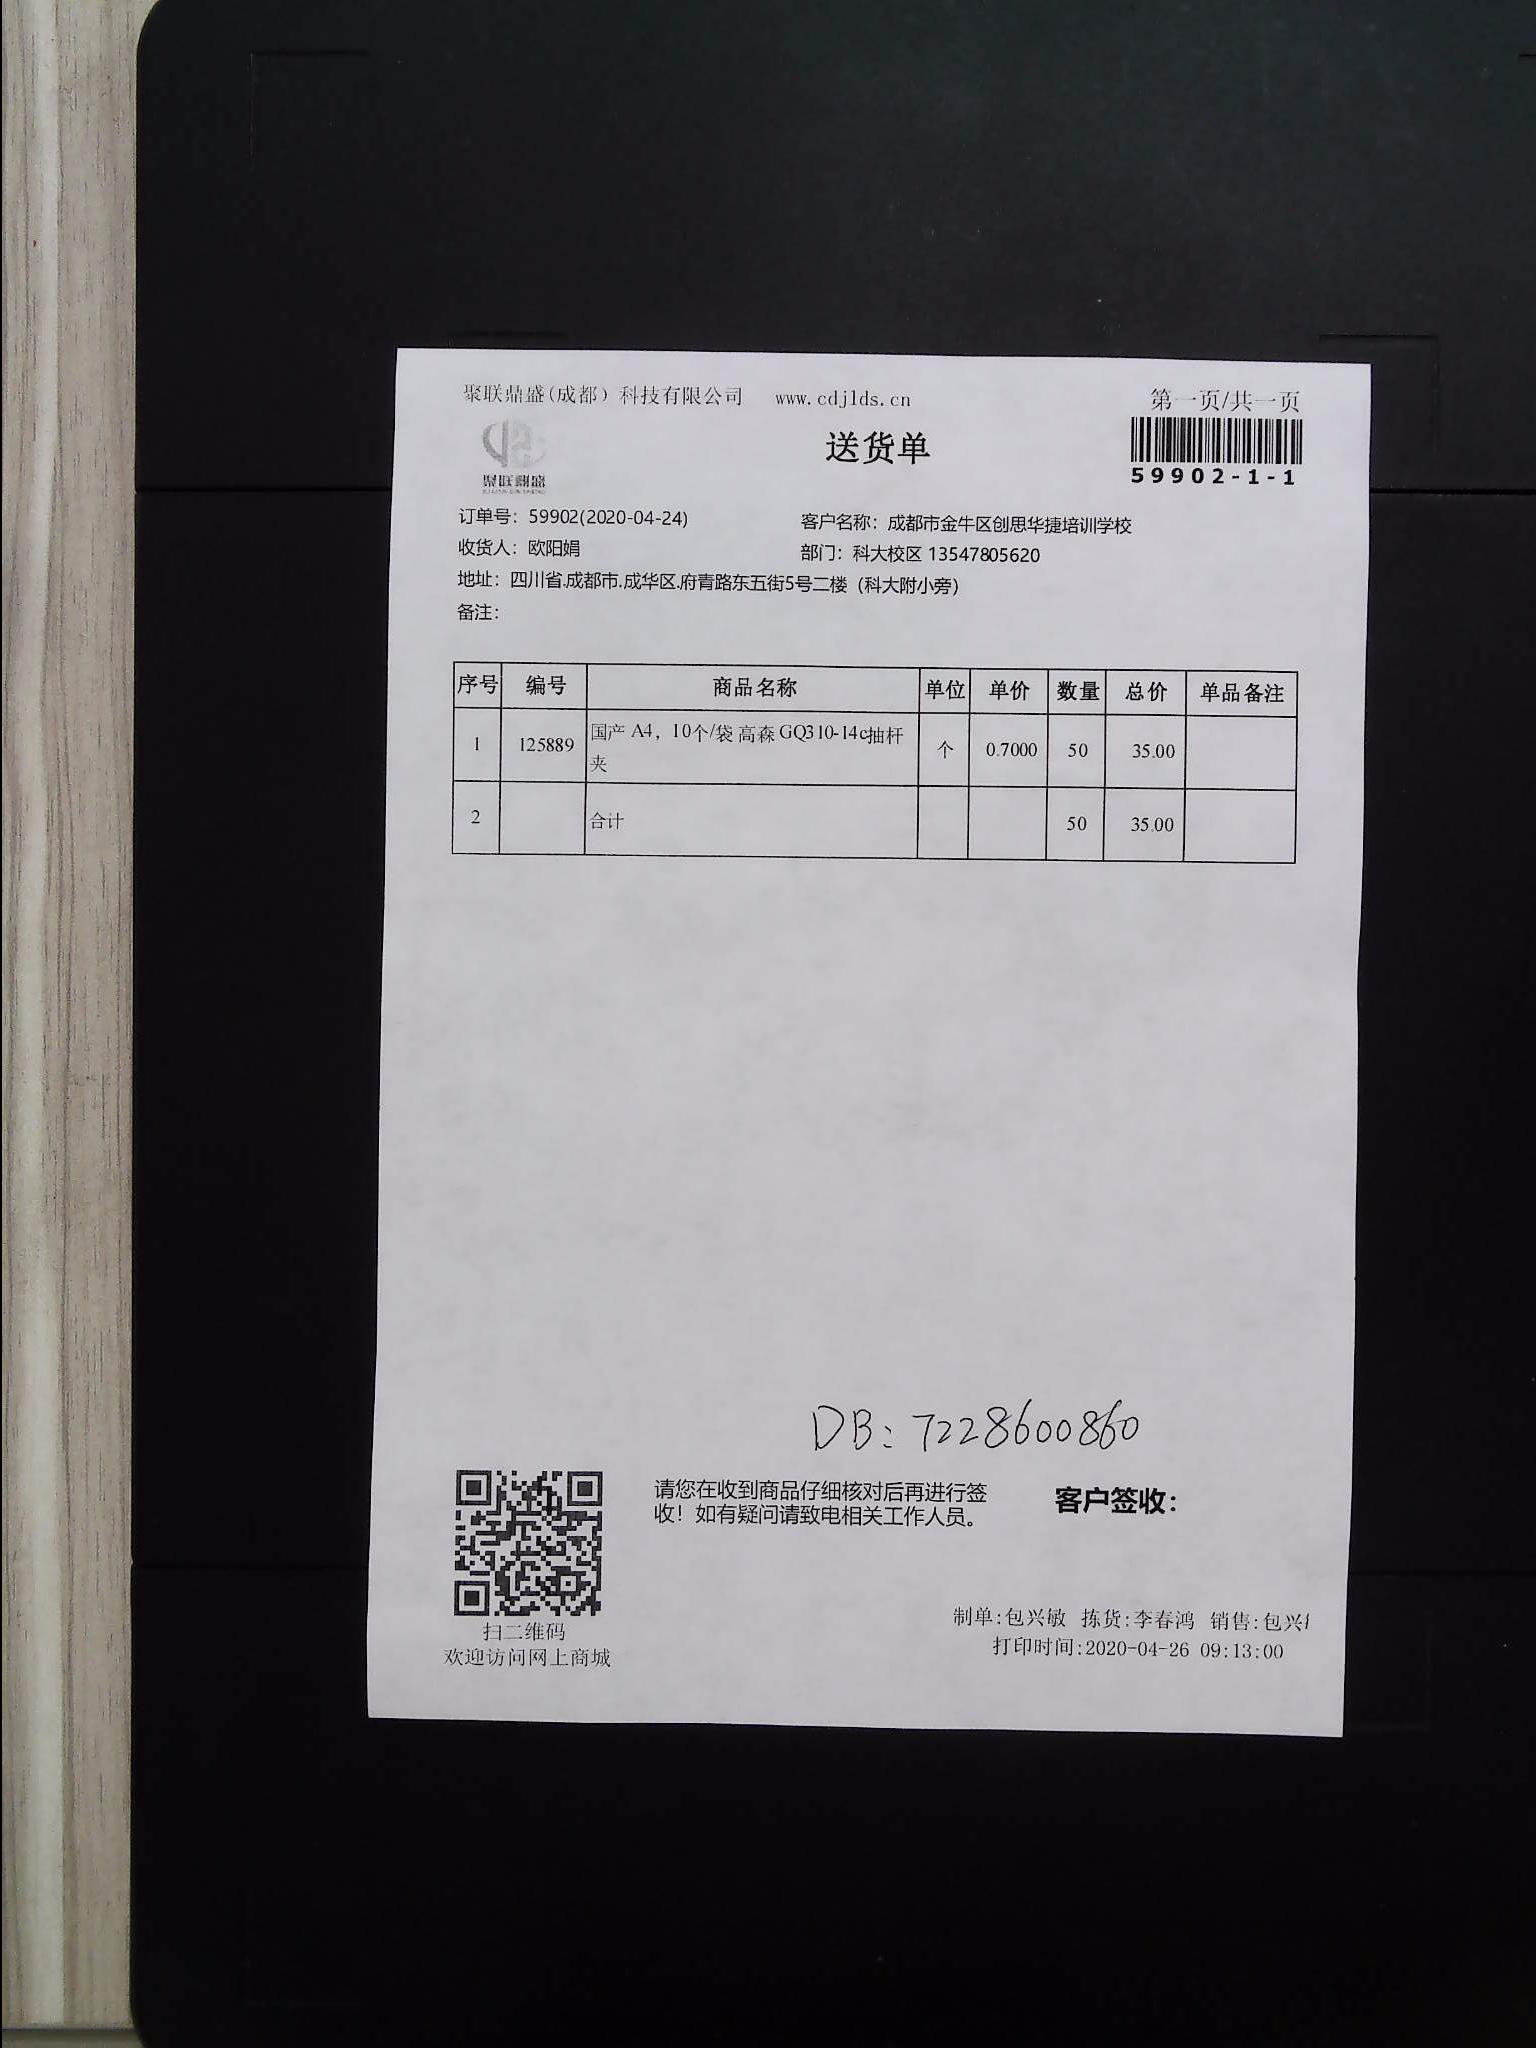 聚联鼎盛(成都)科技有限公司 www.cdjlds.cn
第一页/共一页
聚联鼎盛
送货单
59902-1-1
订单号：59902(2020-04-24) 客户名称：成都市金牛区创思华捷培训学校
收货人：欧阳娟 部门：科大校区 13547805620
地址：四川省.成都市.成华区.府青路东五街5号二楼（科大附小旁）
备注：
序号 编号 商品名称 单位 单价 数量 总价 单品备注
1 125889 国产 A4，10个/袋 高森 GQ310-14c抽杆夹 个 0.7000 50 35.00
2 合计 50 35.00
DB：7228600860
请您在收到商品仔细核对后再进行签
收！如有疑问请致电相关工作人员。
客户签收：
扫二维码
欢迎访问网上商城
制单:包兴敏 拣货:李春鸿 销售:包兴
打印时间:2020-04-26 09:13:00